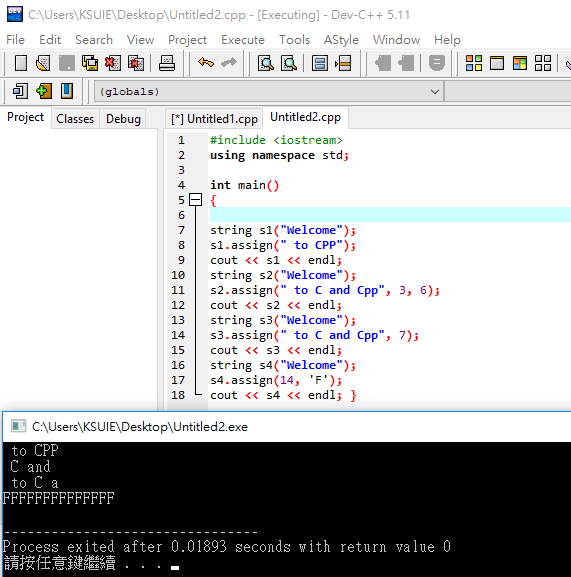 C:\Users\KSUIE\Desktop\Untitled2.cpp - [Executing] - Dev-C++ 5.11
File Edit Search View Project Execute Tools AStyle Window Help
(globals)
Project Classes Debug [*] Untitled1.cpp Untitled2.cpp
1 #include <iostream>
2 using namespace std;
3
4 int main()
5 {
6
7 string s1("Welcome");
8 s1.assign(" to CPP");
9 cout << s1 << endl;
10 string s2("Welcome");
11 s2.assign(" to C and Cpp", 3, 6);
12 cout << s2 << endl;
13 string s3("Welcome");
14 s3.assign(" to C and Cpp", 7);
15 cout << s3 << endl;
16 string s4("Welcome");
17 s4.assign(14, 'F');
18 cout << s4 << endl; }
C:\Users\KSUIE\Desktop\Untitled2.exe
 to CPP
 C and
 to C a
FFFFFFFFFFFFFF
--------------------------------
Process exited after 0.01893 seconds with return value 0
請按任意鍵繼續 . . .